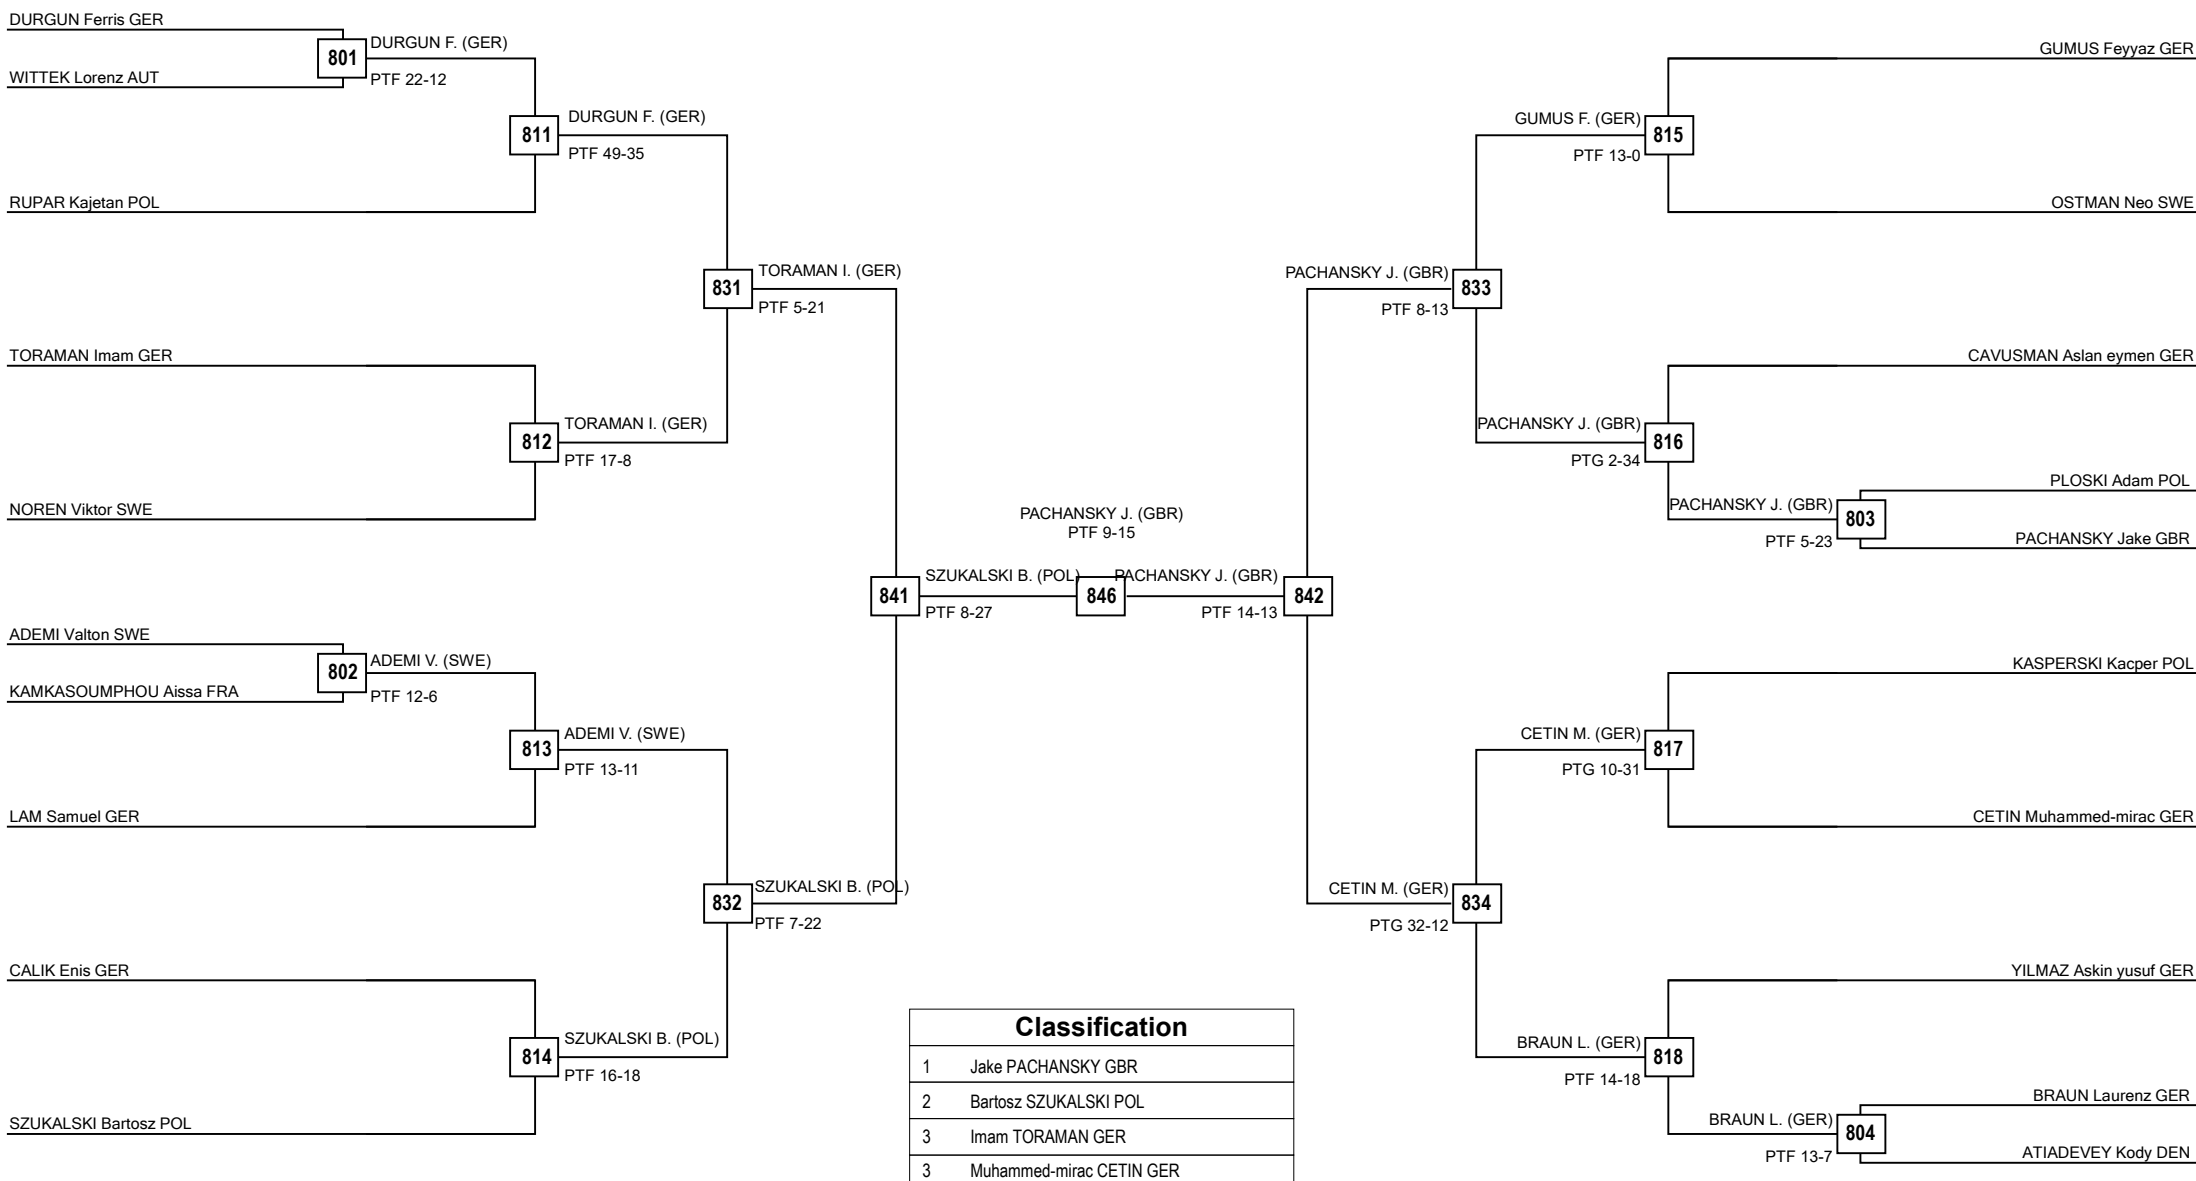 DURGUN Ferris GER
801
DURGUN F. (GER)
PTF 22-12
WITTEK Lorenz AUT
811
DURGUN F. (GER)
PTF 49-35
RUPAR Kajetan POL
831
TORAMAN I. (GER)
PTF 5-21
TORAMAN Imam GER
812
TORAMAN I. (GER)
PTF 17-8
NOREN Viktor SWE
841
SZUKALSKI B. (POL)
PTF 8-27
ADEMI Valton SWE
802
ADEMI V. (SWE)
PTF 12-6
KAMKASOUMPHOU Aissa FRA
813
ADEMI V. (SWE)
PTF 13-11
LAM Samuel GER
832
SZUKALSKI B. (POL)
PTF 7-22
CALIK Enis GER
814
SZUKALSKI B. (POL)
PTF 16-18
SZUKALSKI Bartosz POL
PACHANSKY J. (GBR)
PTF 9-15
846
GUMUS Feyyaz GER
GUMUS F. (GER)
815
PTF 13-0
OSTMAN Neo SWE
PACHANSKY J. (GBR)
833
PTF 8-13
CAVUSMAN Aslan eymen GER
PACHANSKY J. (GBR)
816
PTG 2-34
PLOSKI Adam POL
PACHANSKY J. (GBR)
803
PTF 5-23
PACHANSKY Jake GBR
PACHANSKY J. (GBR)
842
PTF 14-13
KASPERSKI Kacper POL
CETIN M. (GER)
817
PTG 10-31
CETIN Muhammed-mirac GER
CETIN M. (GER)
834
PTG 32-12
YILMAZ Askin yusuf GER
BRAUN L. (GER)
818
PTF 14-18
BRAUN Laurenz GER
BRAUN L. (GER)
804
PTF 13-7
ATIADEVEY Kody DEN
Classification
1 Jake PACHANSKY GBR
2 Bartosz SZUKALSKI POL
3 Imam TORAMAN GER
3 Muhammed-mirac CETIN GER